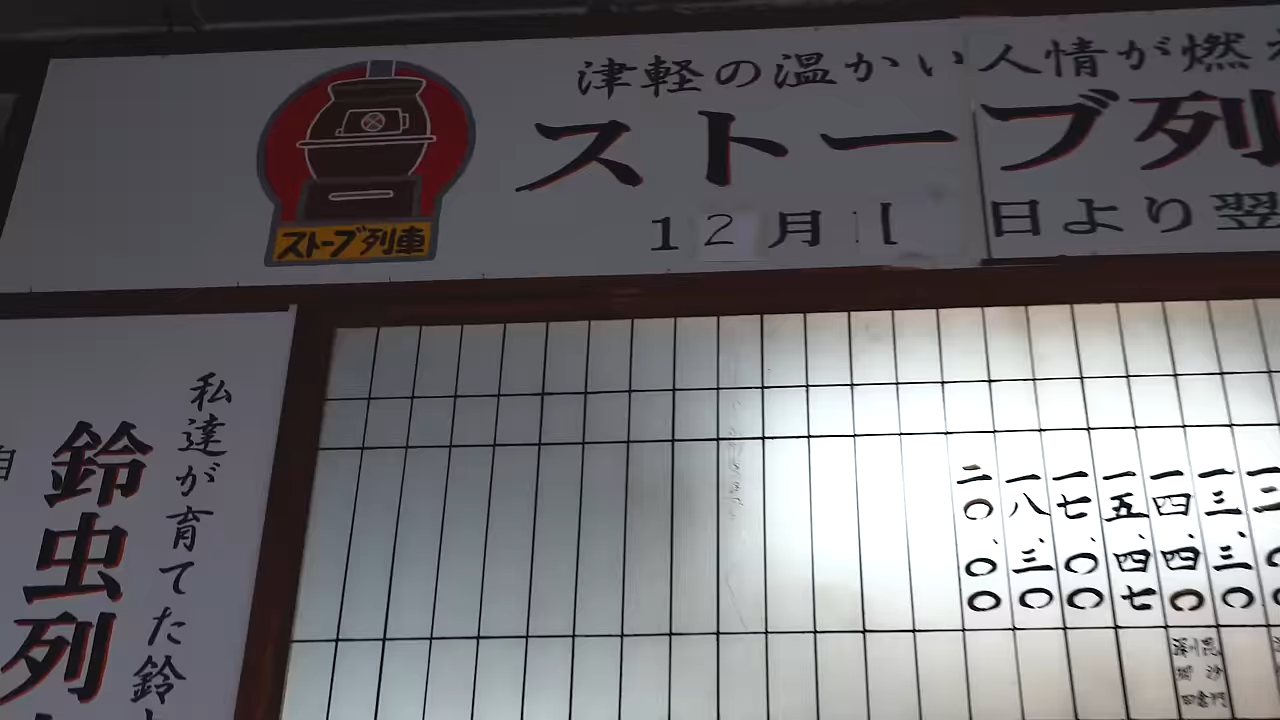 津軽の温かい人情が燃
ストーブ列
12月1日より翌
ストーブ列車
一三、三〇
一四、四〇
一五、四七
一七、〇〇
一八、三〇
二〇、〇〇
私達が育てた鈴
鈴虫列
自